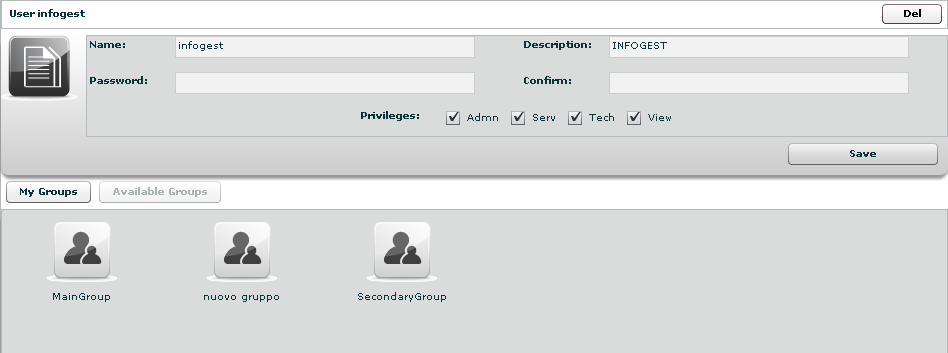 User infogest Del
Name: infogest Description: INFOGEST
Password: Confirm:
Privileges: Admn Serv Tech View
Save
My Groups Available Groups
MainGroup nuovo gruppo SecondaryGroup